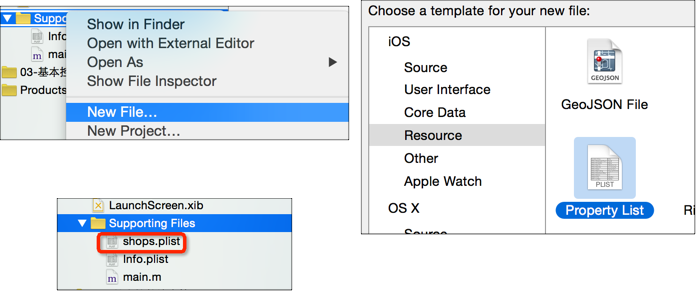 Suppo
Info
mai
03-基本控
Products
Show in Finder
Open with External Editor
Open As
Show File Inspector
New File...
New Project...
Choose a template for your new file:
iOS
Source
User Interface
Core Data
Resource
Other
Apple Watch
OS X
Source
GEOJSON
GeoJSON File
PLIST
Property List
Ri
LaunchScreen.xib
Supporting Files
shops.plist
Info.plist
main.m